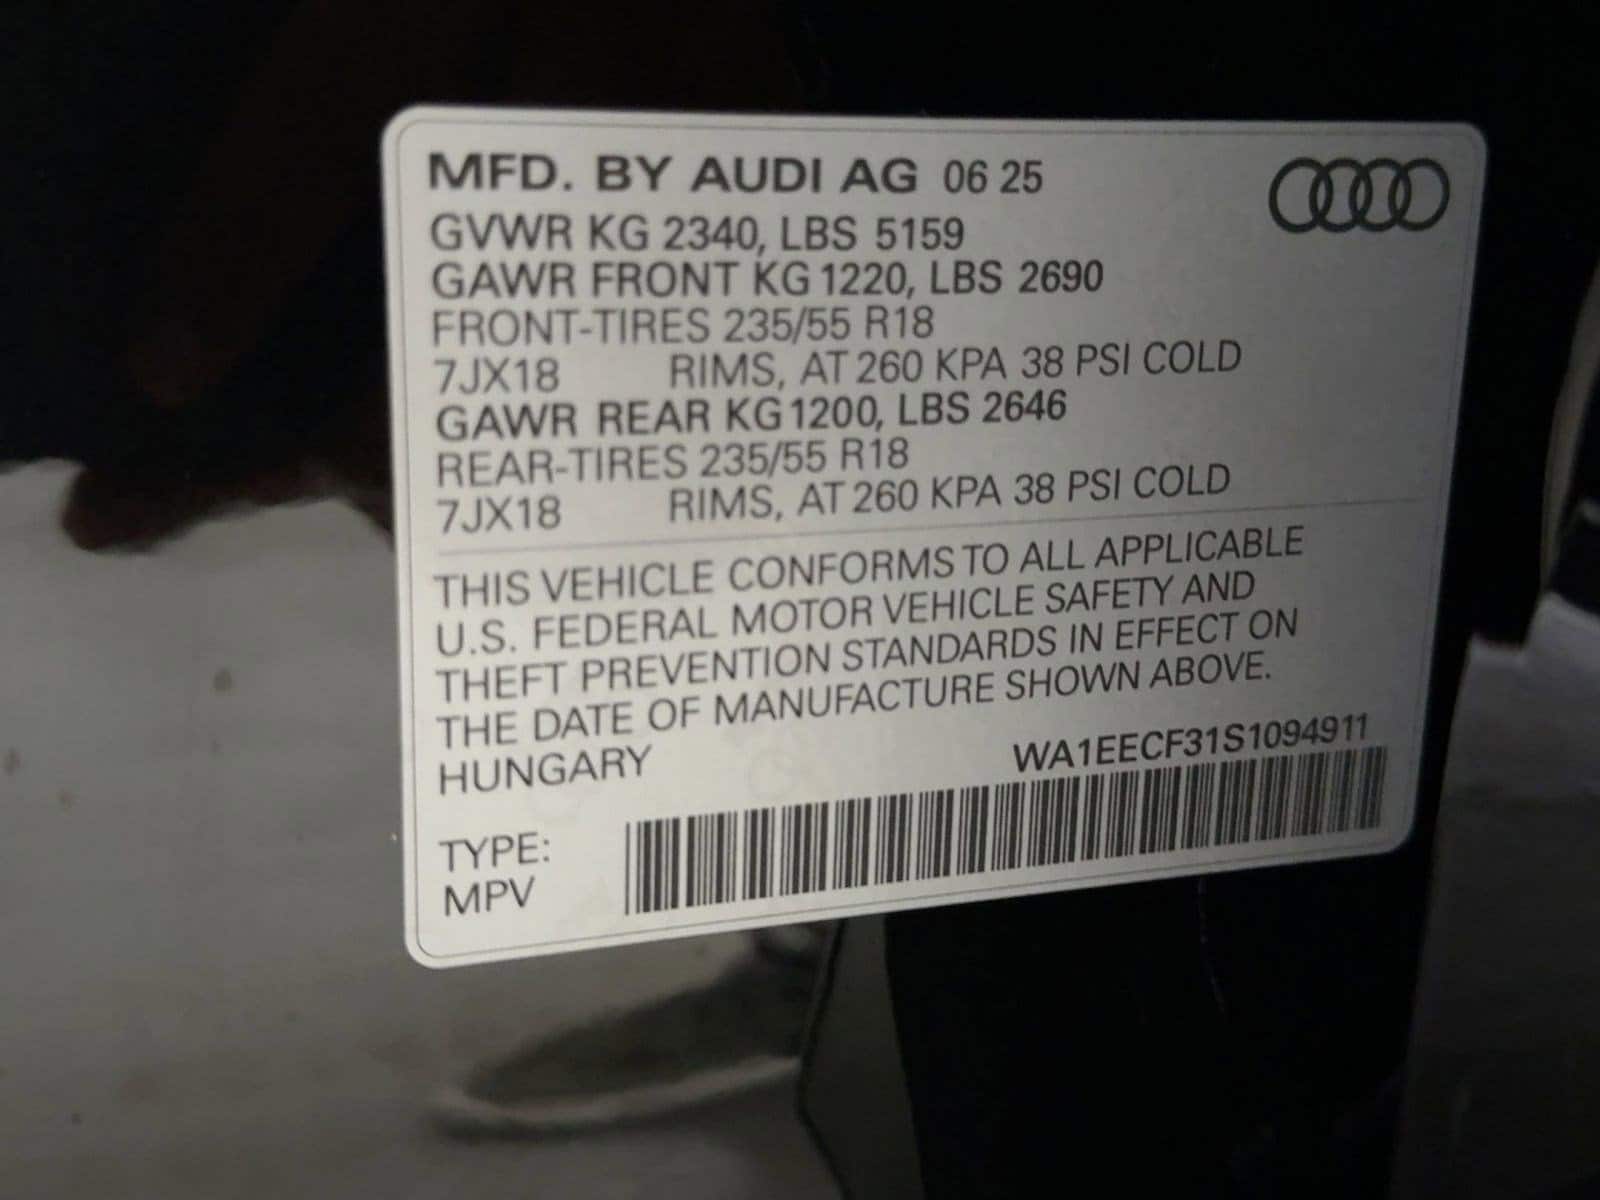 MFD. BY AUDI AG 06 25
GVWR KG 2340, LBS 5159
GAWR FRONT KG 1220, LBS 2690
FRONT-TIRES 235/55 R18
7JX18 RIMS, AT 260 KPA 38 PSI COLD
GAWR REAR KG 1200, LBS 2646
REAR-TIRES 235/55 R18
7JX18 RIMS, AT 260 KPA 38 PSI COLD
THIS VEHICLE CONFORMS TO ALL APPLICABLE
U.S. FEDERAL MOTOR VEHICLE SAFETY AND
THEFT PREVENTION STANDARDS IN EFFECT ON
THE DATE OF MANUFACTURE SHOWN ABOVE.
HUNGARY WA1EECF31S1094911
TYPE:
MPV